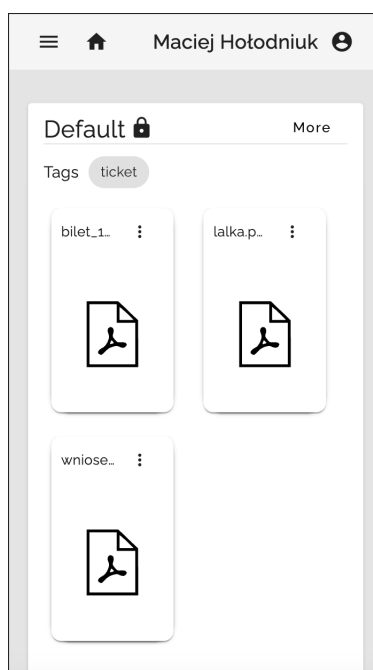 Maciej Hołodniuk
Default
More
Tags ticket
bilet_1...
lalka.p...
wniose...